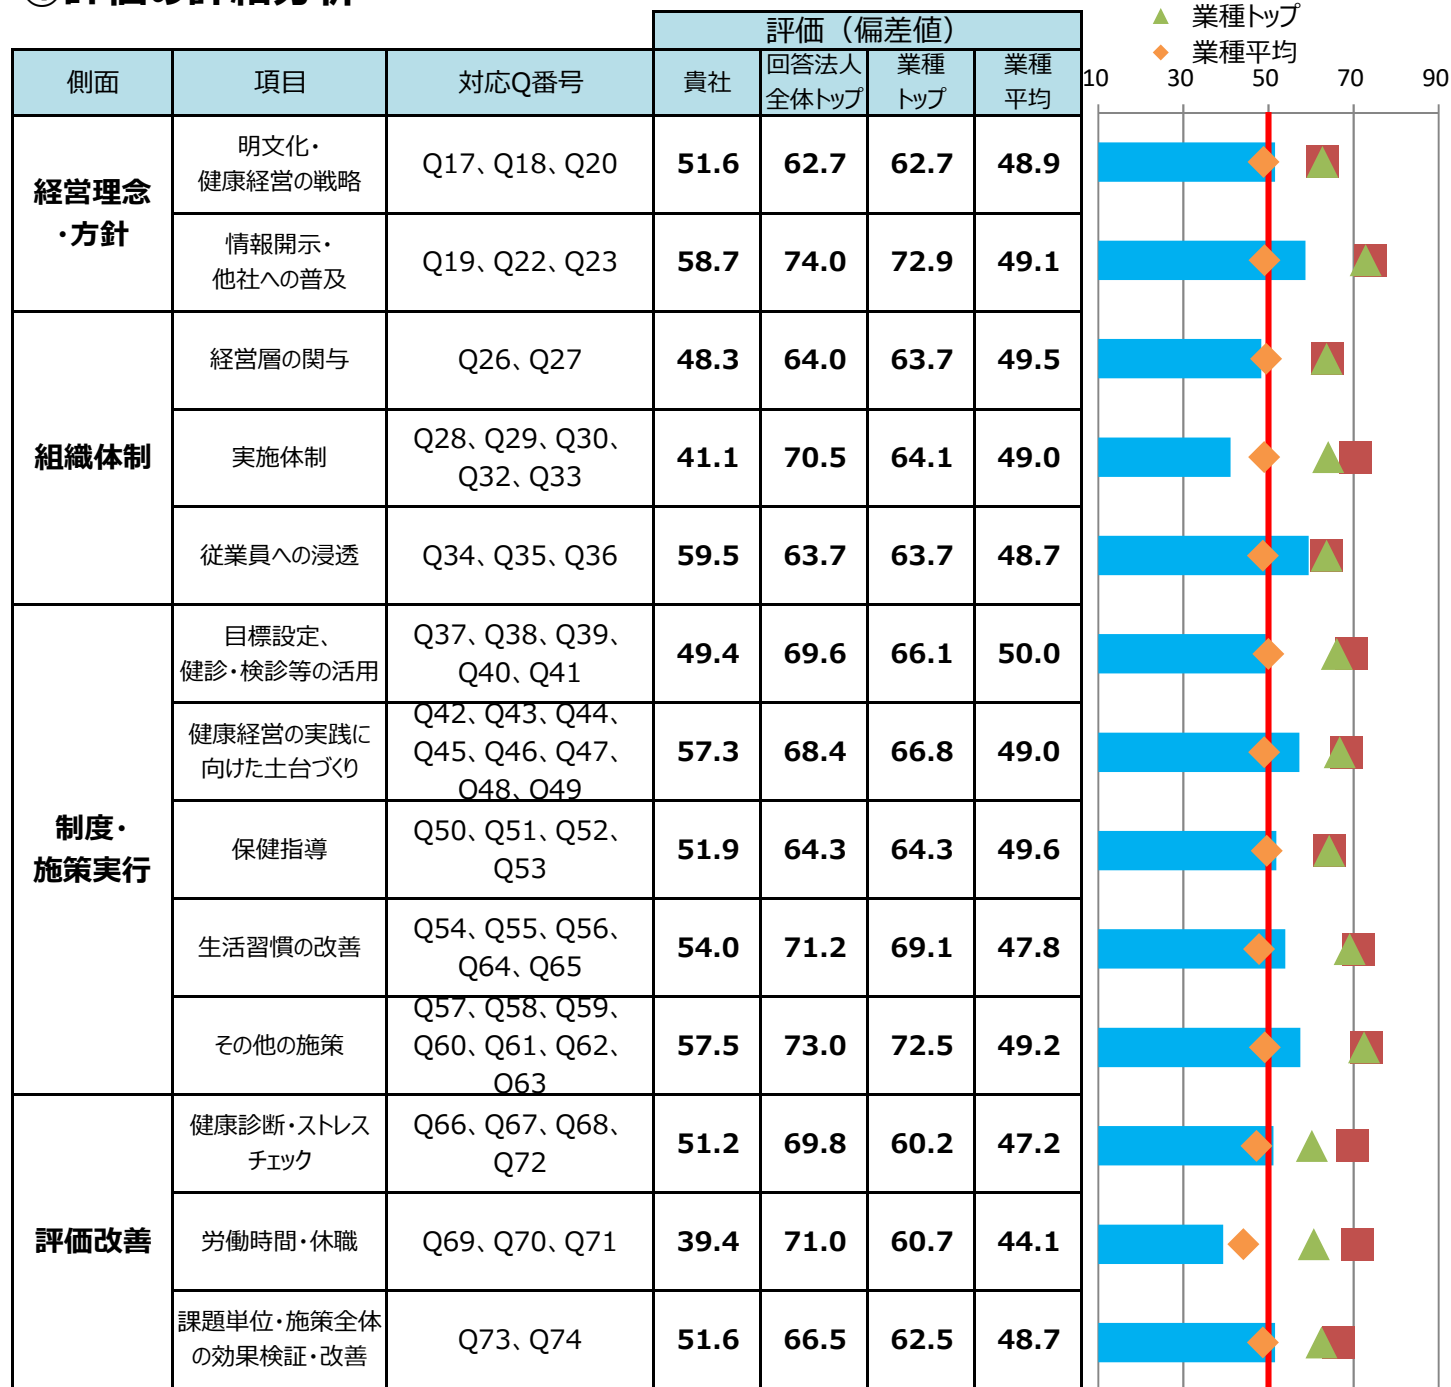 ①評価の詳細分析
▲ 業種トップ
◆ 業種平均
10 30 50 70 90
評価（偏差値）
側面 項目 対応Q番号 貴社 回答法人 業種 業種
全体トップ トップ 平均
経営理念
・方針
明文化・
健康経営の戦略
Q17、Q18、Q20 51.6 62.7 62.7 48.9
情報開示・
他社への普及
Q19、Q22、Q23 58.7 74.0 72.9 49.1
組織体制
経営層の関与 Q26、Q27 48.3 64.0 63.7 49.5
実施体制
Q28、Q29、Q30、
Q32、Q33
41.1 70.5 64.1 49.0
従業員への浸透 Q34、Q35、Q36 59.5 63.7 63.7 48.7
制度・
施策実行
目標設定、
健診・検診等の活用
Q37、Q38、Q39、
Q40、Q41
49.4 69.6 66.1 50.0
健康経営の実践に
向けた土台づくり
Q42、Q43、Q44、
Q45、Q46、Q47、
Q48、Q49
57.3 68.4 66.8 49.0
保健指導
Q50、Q51、Q52、
Q53
51.9 64.3 64.3 49.6
生活習慣の改善
Q54、Q55、Q56、
Q64、Q65
54.0 71.2 69.1 47.8
その他の施策
Q57、Q58、Q59、
Q60、Q61、Q62、
Q63
57.5 73.0 72.5 49.2
評価改善
健康診断・ストレス
チェック
Q66、Q67、Q68、
Q72
51.2 69.8 60.2 47.2
労働時間・休職 Q69、Q70、Q71 39.4 71.0 60.7 44.1
課題単位・施策全体
の効果検証・改善
Q73、Q74 51.6 66.5 62.5 48.7